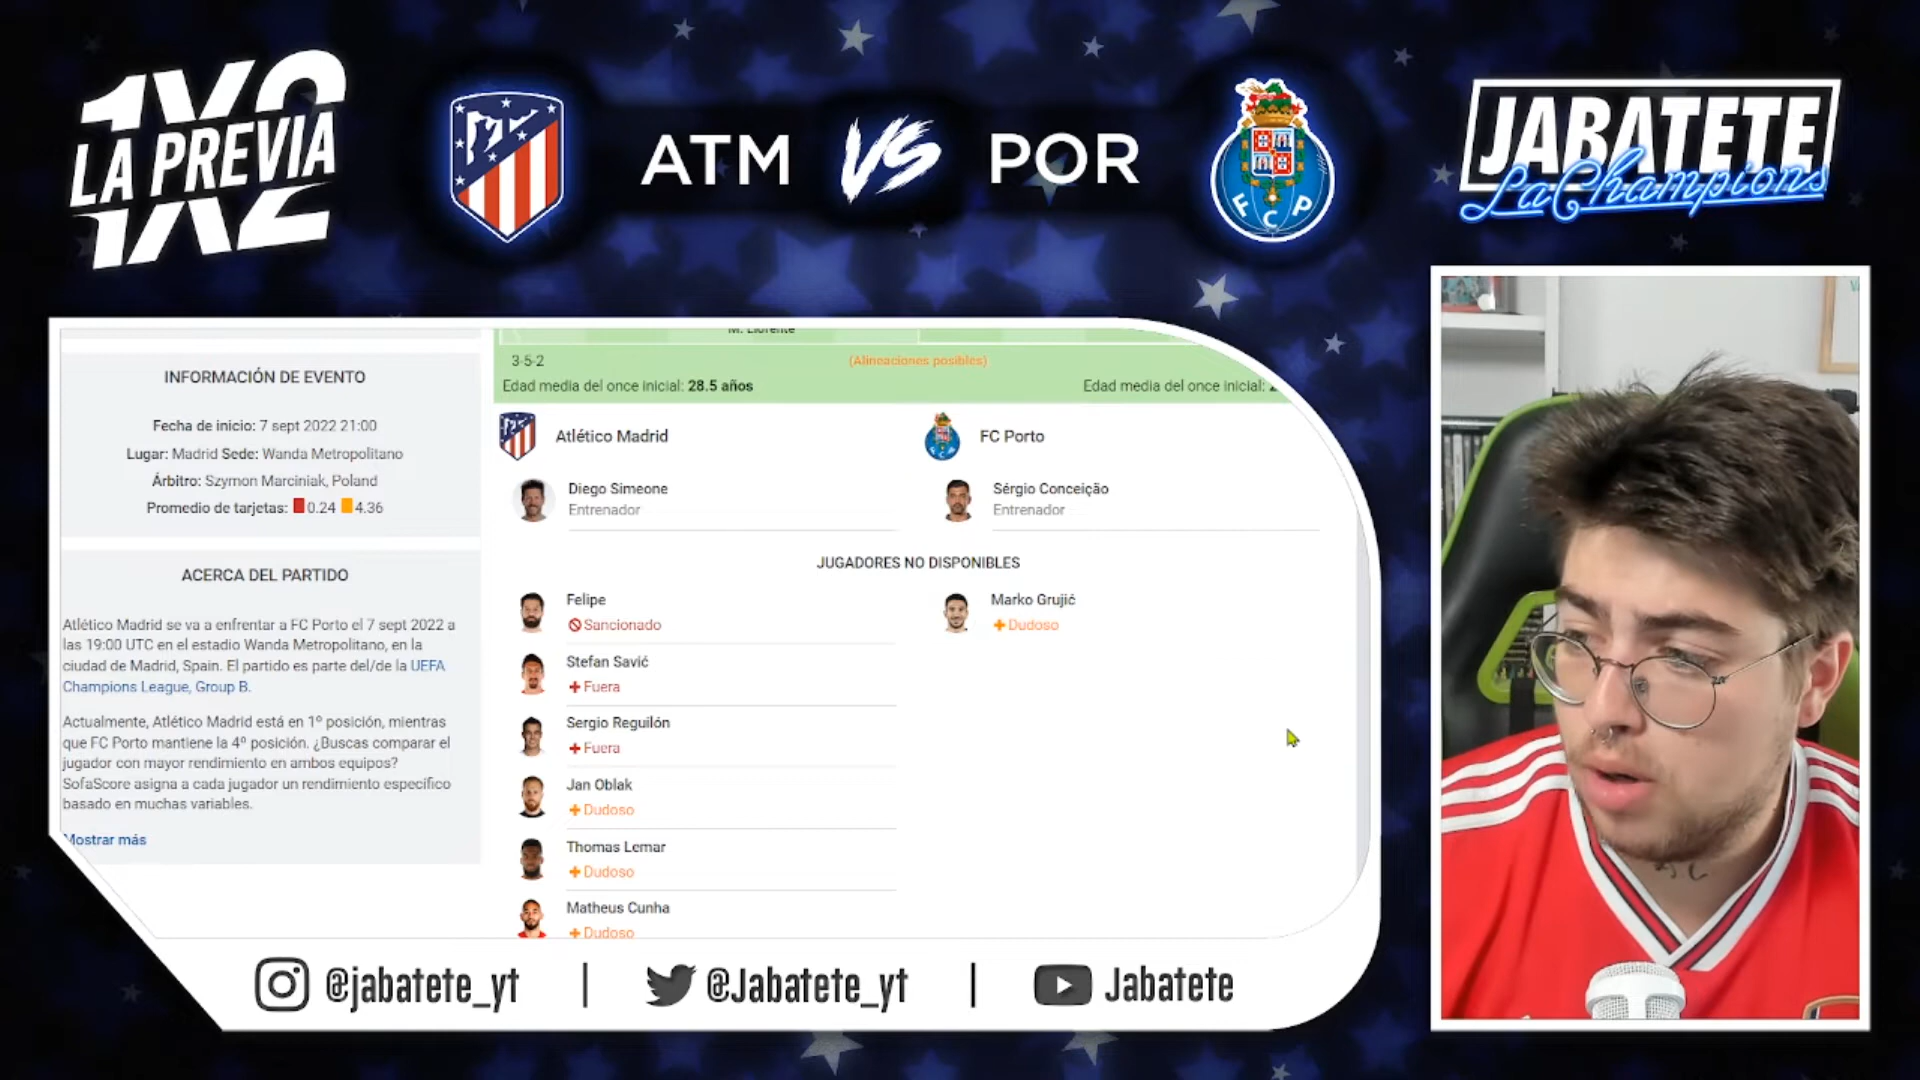 1X2
LA PREVIA
ATM VS POR
FCP
JABATETE
LaChampions
M. Llorente
3-5-2
(Alineaciones posibles)
Edad media del once inicial: 28.5 años
Edad media del once inicial:
INFORMACIÓN DE EVENTO
Fecha de inicio: 7 sept 2022 21:00
Lugar: Madrid Sede: Wanda Metropolitano
Árbitro: Szymon Marciniak, Poland
Promedio de tarjetas: 0.24 4.36
ACERCA DEL PARTIDO
Atlético Madrid se va a enfrentar a FC Porto el 7 sept 2022 a
las 19:00 UTC en el estadio Wanda Metropolitano, en la
ciudad de Madrid, Spain. El partido es parte del/de la UEFA
Champions League, Group B.
Actualmente, Atlético Madrid está en 1º posición, mientras
que FC Porto mantiene la 4º posición. ¿Buscas comparar el
jugador con mayor rendimiento en ambos equipos?
SofaScore asigna a cada jugador un rendimiento específico
basado en muchas variables.
Mostrar más
Atlético Madrid
FC Porto
Diego Simeone
Entrenador
Sérgio Conceição
Entrenador
JUGADORES NO DISPONIBLES
Felipe
Sancionado
Marko Grujić
Dudoso
Stefan Savić
Fuera
Sergio Reguilón
Fuera
Jan Oblak
Dudoso
Thomas Lemar
Dudoso
Matheus Cunha
Dudoso
@jabatete_yt | @Jabatete_yt | Jabatete